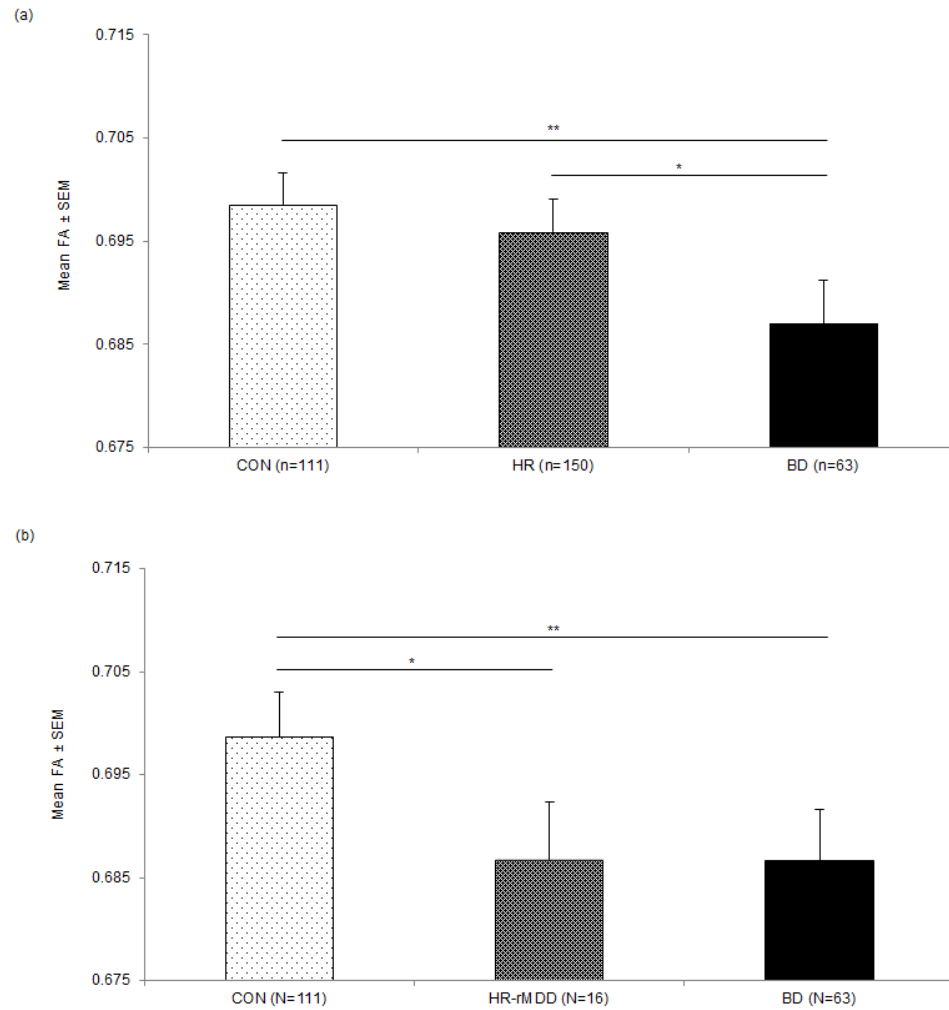 (a)
0.715
0.705
0.695
0.685
0.675
Mean FA ± SEM
**
*
CON (n=111)
HR (n=150)
BD (n=63)
(b)
0.715
0.705
0.695
0.685
0.675
Mean FA ± SEM
**
*
CON (N=111)
HR-rMDD (N=16)
BD (N=63)